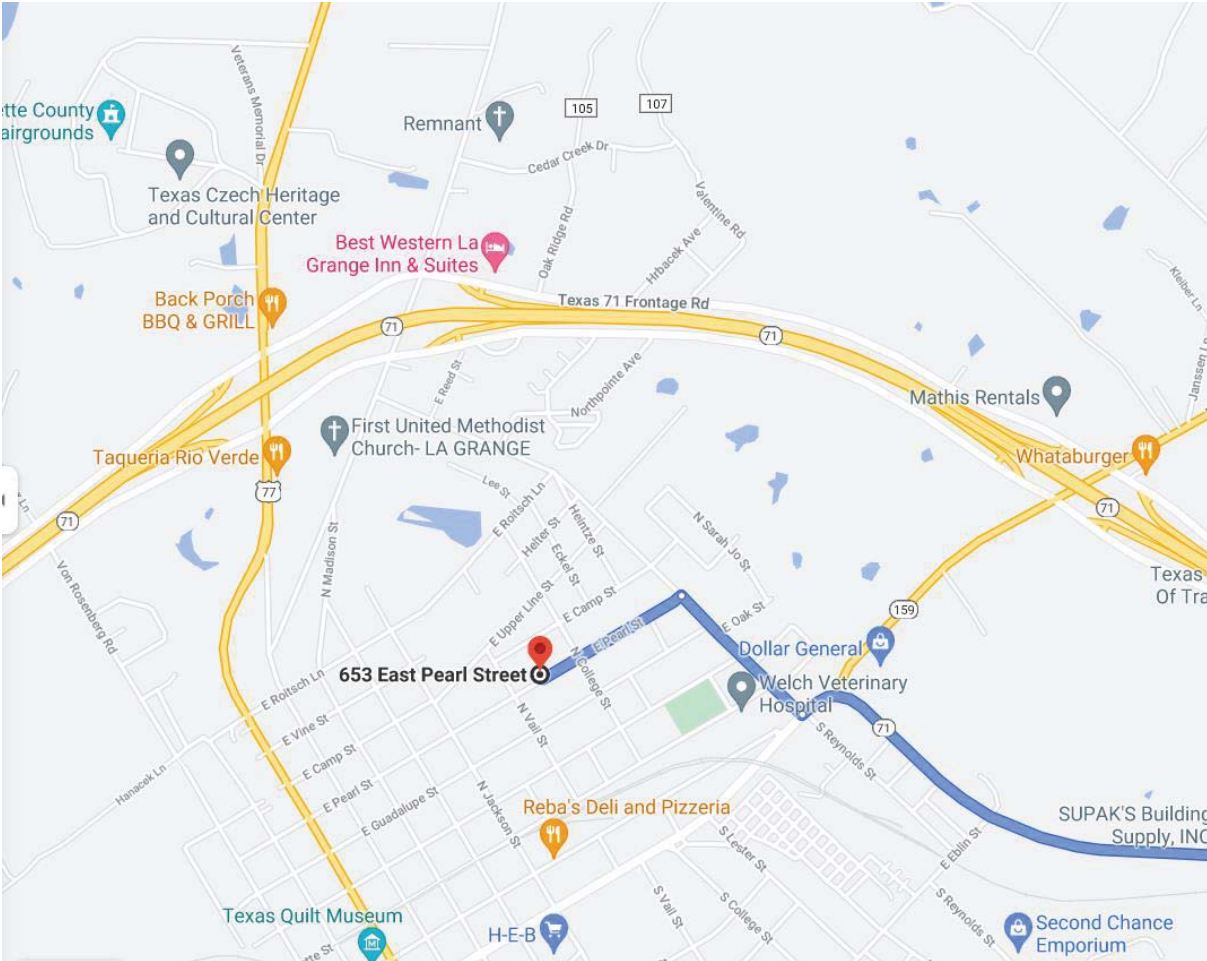 Veterans Memorial Dr
tte County
airgrounds
Texas Czech Heritage
and Cultural Center
Remnant
105
107
Cedar Creek Dr
Valentine Rd
Oak Ridge Rd
Hrbacek Ave
Kleiber Ln
Best Western La
Grange Inn & Suites
Texas 71 Frontage Rd
Back Porch
BBQ & GRILL
71
71
E Reed St
Northpointe Ave
Janssen Ln
Mathis Rentals
First United Methodist
Church- LA GRANGE
Taqueria Rio Verde
Whataburger
77
71
71
Lee St
E Roitsch Ln
Heintze St
Helter St
Eckel St
N Sarah Jo St
N Madison St
Von Rosenberg Rd
Texas
Of Tra
E Upper Line St
E Camp St
E Oak St
159
E Pearl St
Dollar General
653 East Pearl Street
N College St
Welch Veterinary
Hospital
E Roitsch Ln
N Vail St
E Vine St
71
S Reynolds St
E Camp St
Hanacek Ln
E Pearl St
E Guadalupe St
N Jackson St
Reba's Deli and Pizzeria
SUPAK'S Building
Supply, INC
S Lester St
E Eblin St
Texas Quilt Museum
S Vail St
S College St
S Reynolds St
H-E-B
Second Chance
Emporium
tte St